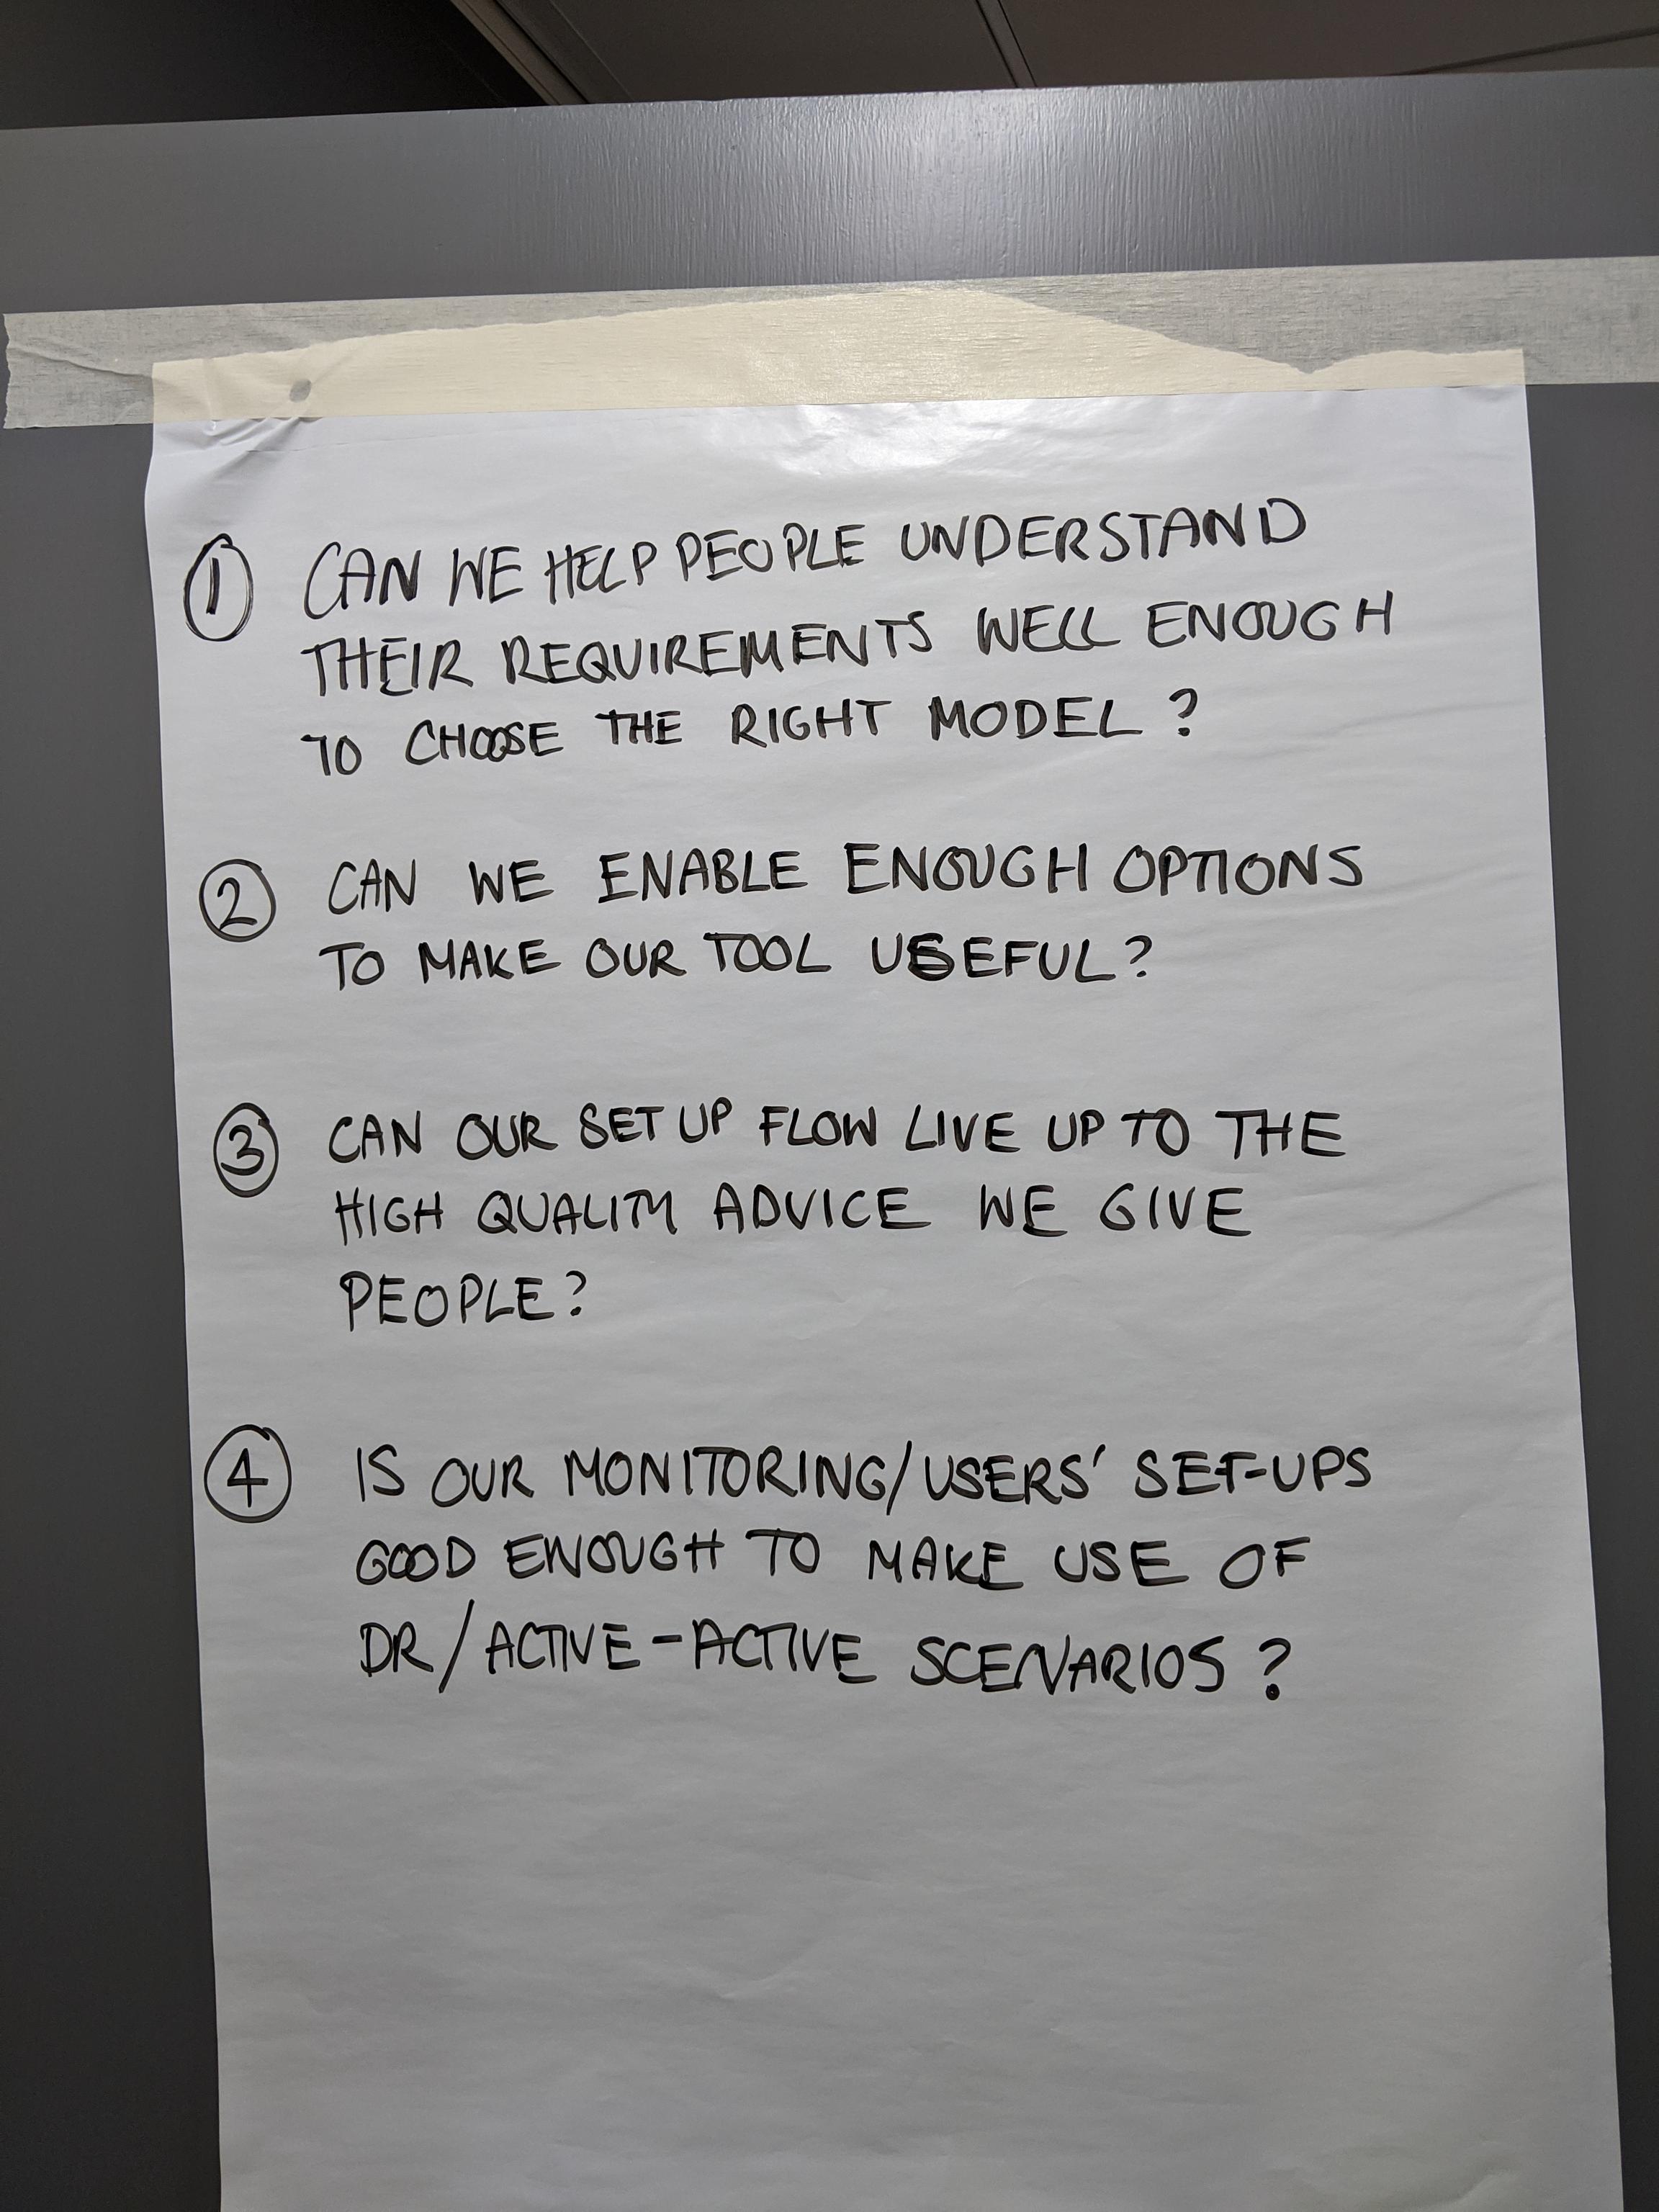 ① CAN WE HELP PEOPLE UNDERSTAND
THEIR REQUIREMENTS WELL ENOUGH
TO CHOOSE THE RIGHT MODEL?
② CAN WE ENABLE ENOUGH OPTIONS
TO MAKE OUR TOOL USEFUL?
③ CAN OUR SET UP FLOW LIVE UP TO THE
HIGH QUALITY ADVICE WE GIVE
PEOPLE?
④ IS OUR MONITORING/USERS' SET-UPS
GOOD ENOUGH TO MAKE USE OF
DR/ACTIVE-ACTIVE SCENARIOS?